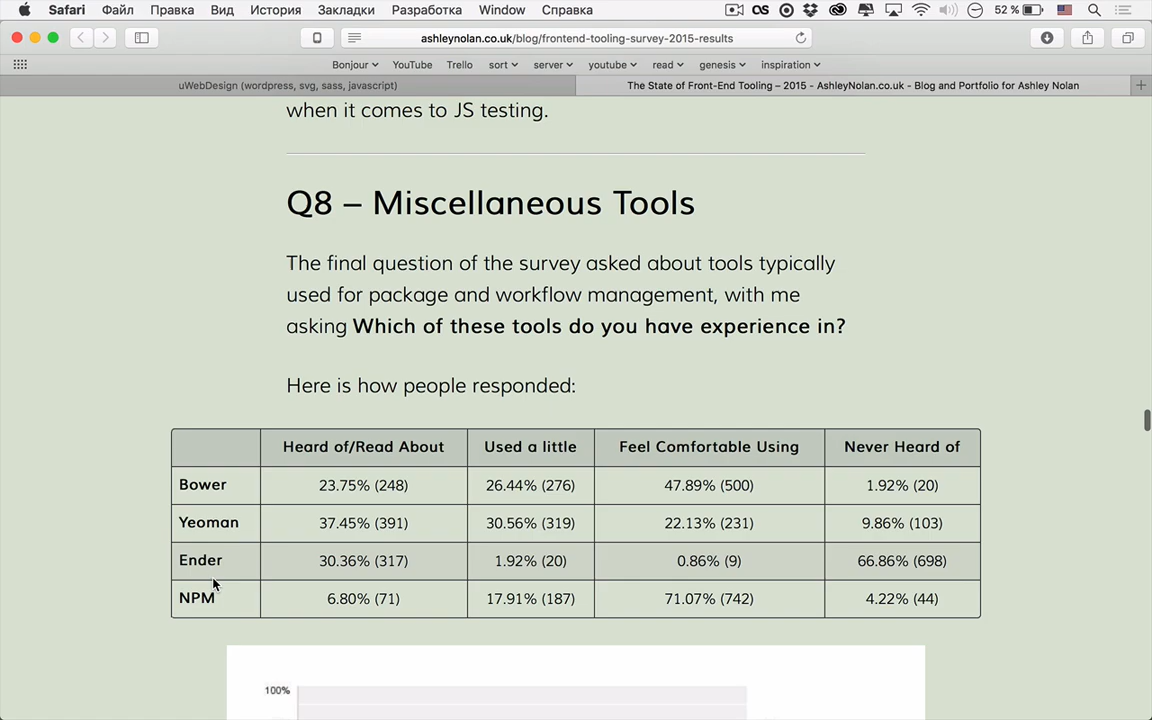 Safari Файл Правка Вид История Закладки Разработка Window Справка 52 %
ashleynolan.co.uk/blog/frontend-tooling-survey-2015-results
Bonjour YouTube Trello sort server youtube read genesis inspiration
uWebDesign (wordpress, svg, sass, javascript) The State of Front-End Tooling – 2015 - AshleyNolan.co.uk - Blog and Portfolio for Ashley Nolan
when it comes to JS testing.
Q8 – Miscellaneous Tools
The final question of the survey asked about tools typically
used for package and workflow management, with me
asking Which of these tools do you have experience in?
Here is how people responded:
Heard of/Read About Used a little Feel Comfortable Using Never Heard of
Bower 23.75% (248) 26.44% (276) 47.89% (500) 1.92% (20)
Yeoman 37.45% (391) 30.56% (319) 22.13% (231) 9.86% (103)
Ender 30.36% (317) 1.92% (20) 0.86% (9) 66.86% (698)
NPM 6.80% (71) 17.91% (187) 71.07% (742) 4.22% (44)
100%